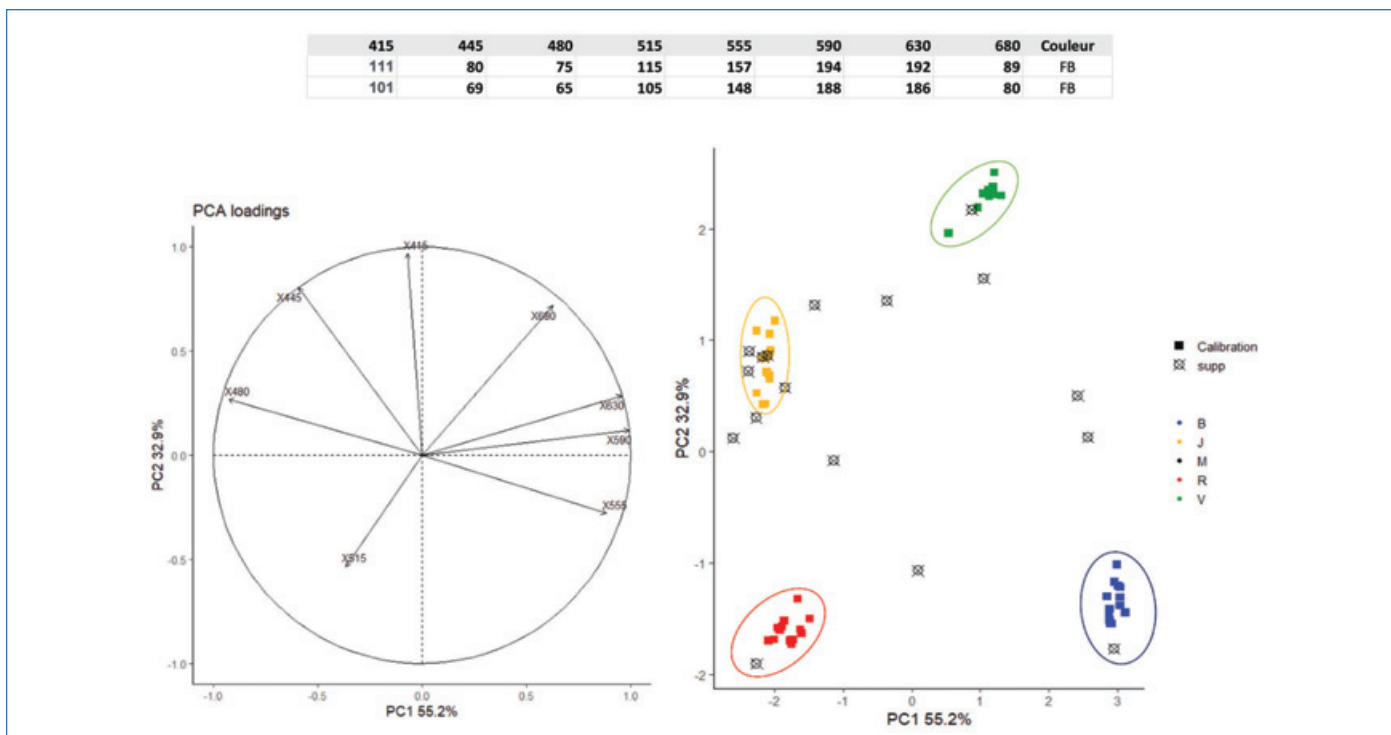 415 445 480 515 555 590 630 680 Couleur
111 80 75 115 157 194 192 89 FB
101 69 65 105 148 188 186 80 FB
PCA loadings
1.0
0.5
0.0
-0.5
-1.0
PC2 32.9%
X415
X445
X680
X480
X630
X590
X555
X515
-1.0 -0.5 0.0 0.5 1.0
PC1 55.2%
2
1
0
-1
-2
PC2 32.9%
-2 -1 0 1 2 3
PC1 55.2%
Calibration
supp
B
J
M
R
V